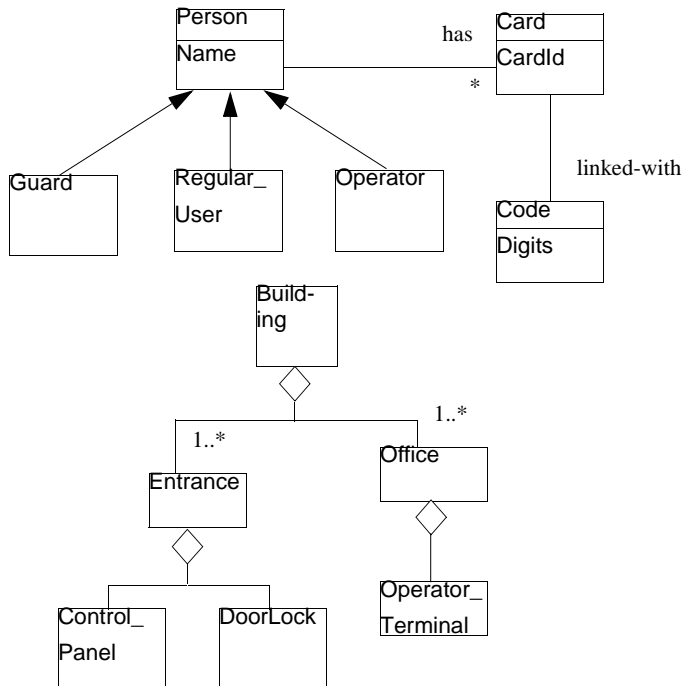 Person
Name
has
*
Card
CardId
linked-with
Guard
Regular_
User
Operator
Code
Digits
Build-
ing
1..*
1..*
Entrance
Office
Control_
Panel
DoorLock
Operator_
Terminal